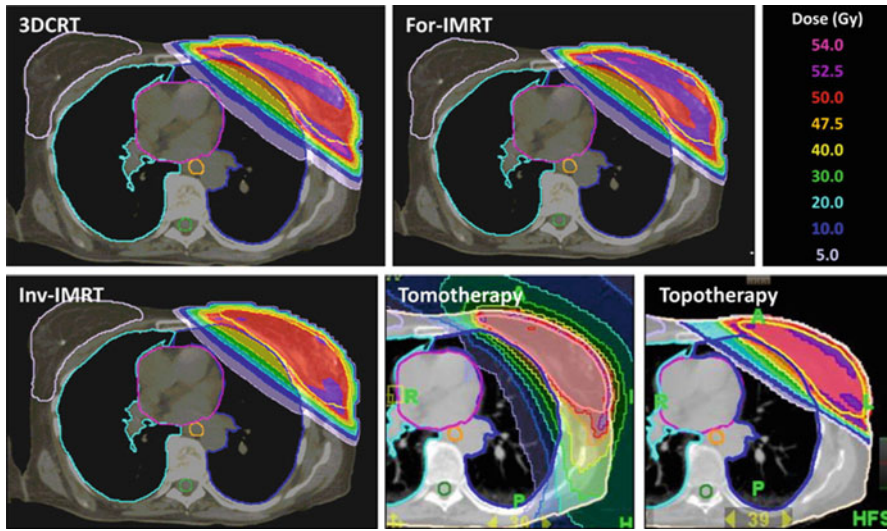 3DCRT
For-IMRT
Dose (Gy)
54.0
52.5
50.0
47.5
40.0
30.0
20.0
10.0
5.0
Inv-IMRT
Tomotherapy
R
P
39
H
Topotherapy
A
R
L
P
39
HFS